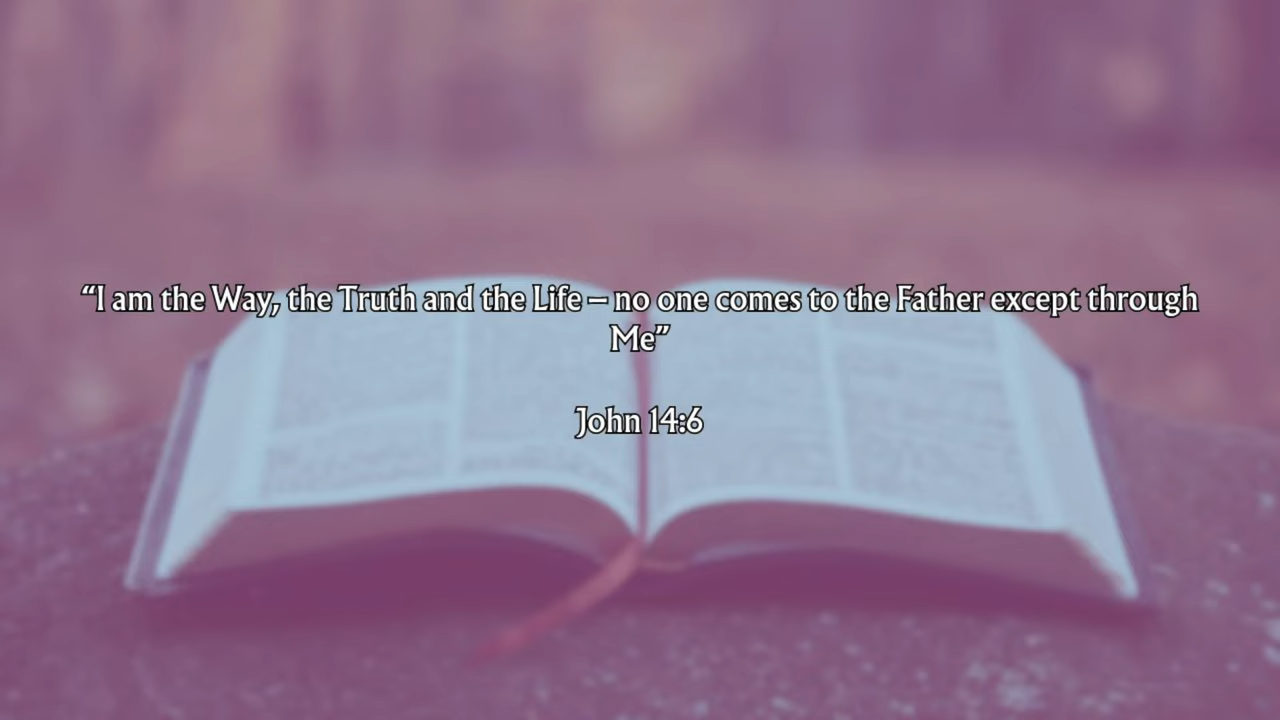 “I am the Way, the Truth and the Life – no one comes to the Father except through
Me”
John 14:6